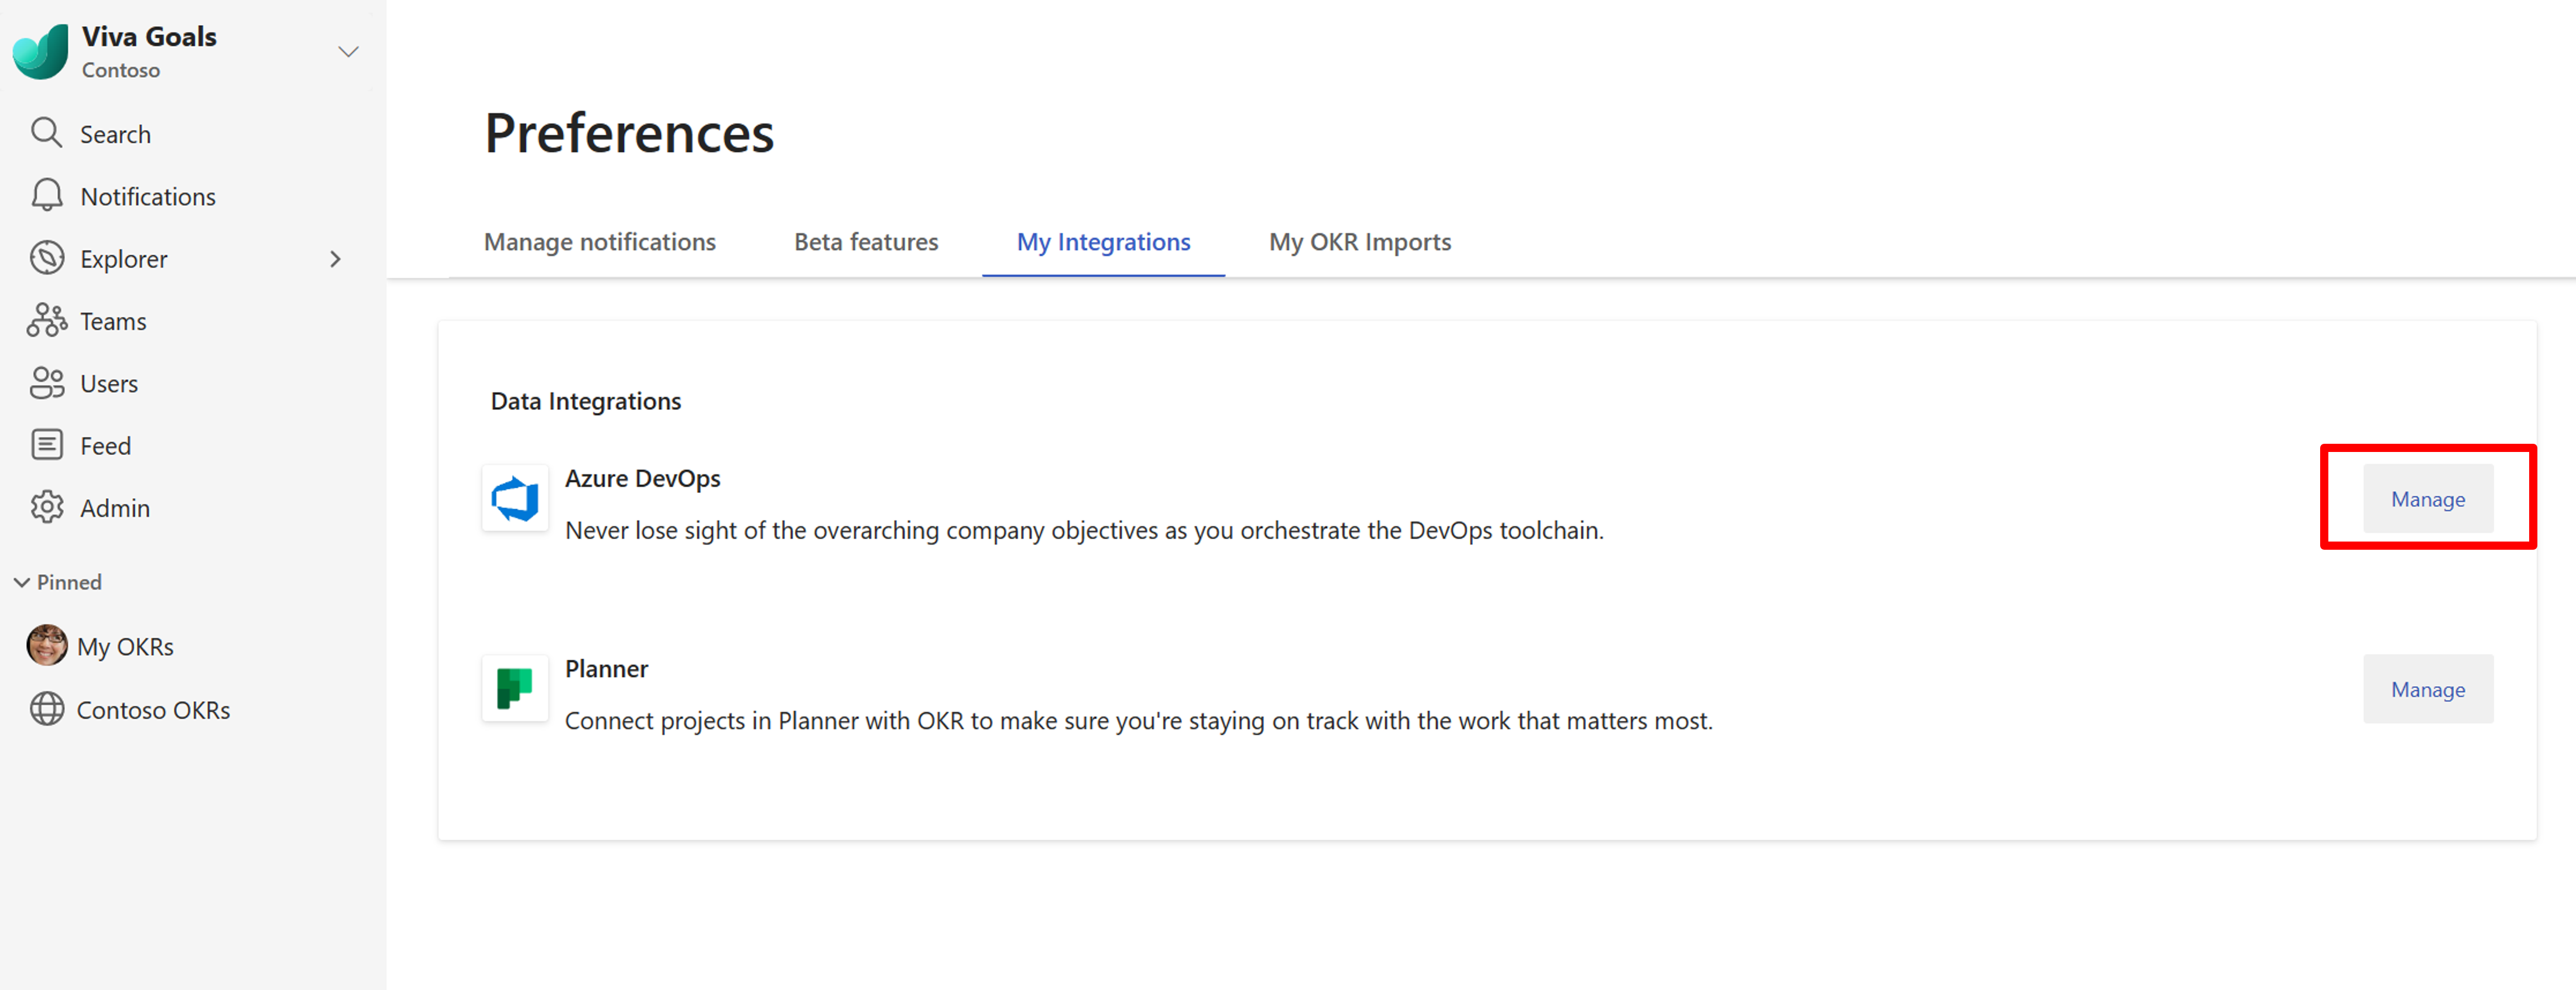 Viva Goals
Contoso
Search
Notifications
Explorer
Teams
Users
Feed
Admin
Pinned
My OKRs
Contoso OKRs
Preferences
Manage notifications Beta features My Integrations My OKR Imports
Data Integrations
Azure DevOps
Never lose sight of the overarching company objectives as you orchestrate the DevOps toolchain.
Manage
Planner
Connect projects in Planner with OKR to make sure you're staying on track with the work that matters most.
Manage